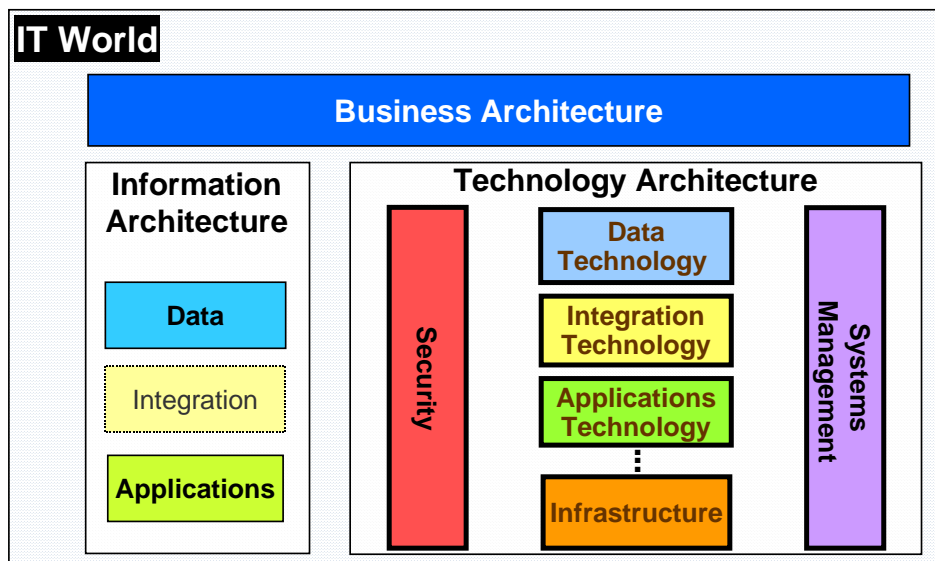 IT World
Business Architecture
Information
Architecture
Data
Integration
Applications
Technology Architecture
Security
Data
Technology
Integration
Technology
Applications
Technology
Infrastructure
Systems
Management